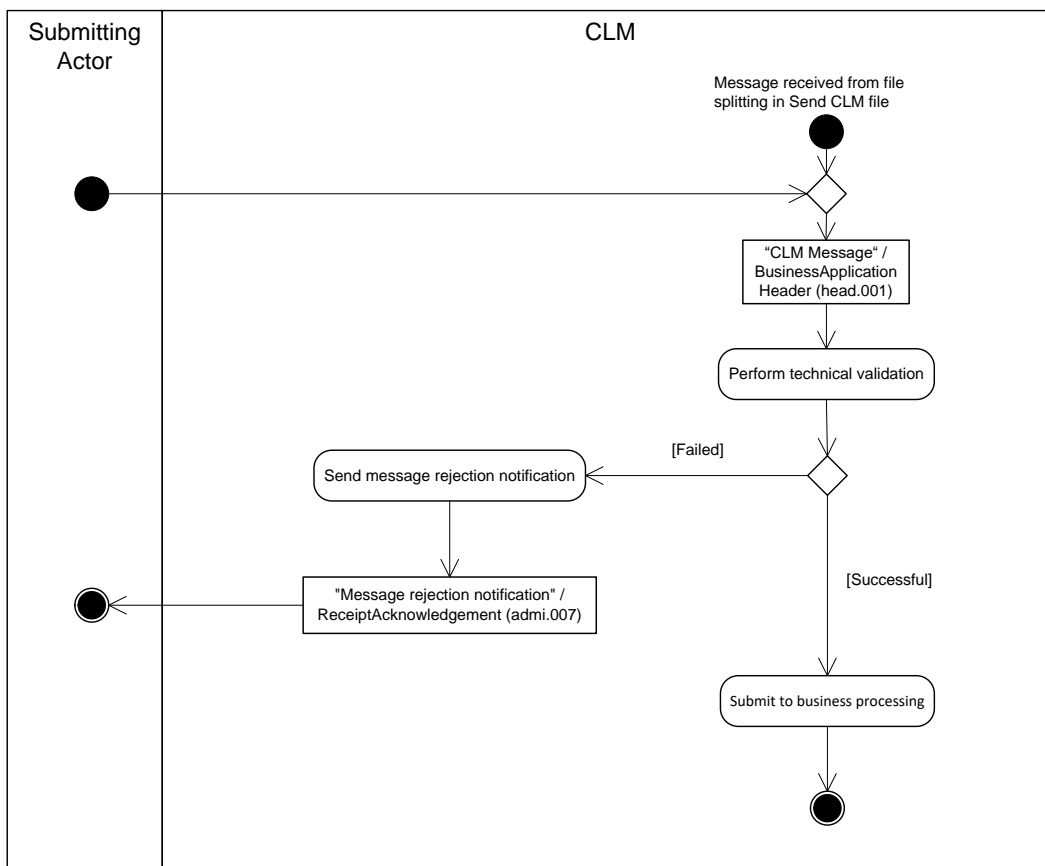 Submitting
Actor
CLM
Message received from file
splitting in Send CLM file
“CLM Message“ /
BusinessApplication
Header (head.001)
Perform technical validation
[Failed]
Send message rejection notification
[Successful]
"Message rejection notification" /
ReceiptAcknowledgement (admi.007)
Submit to business processing